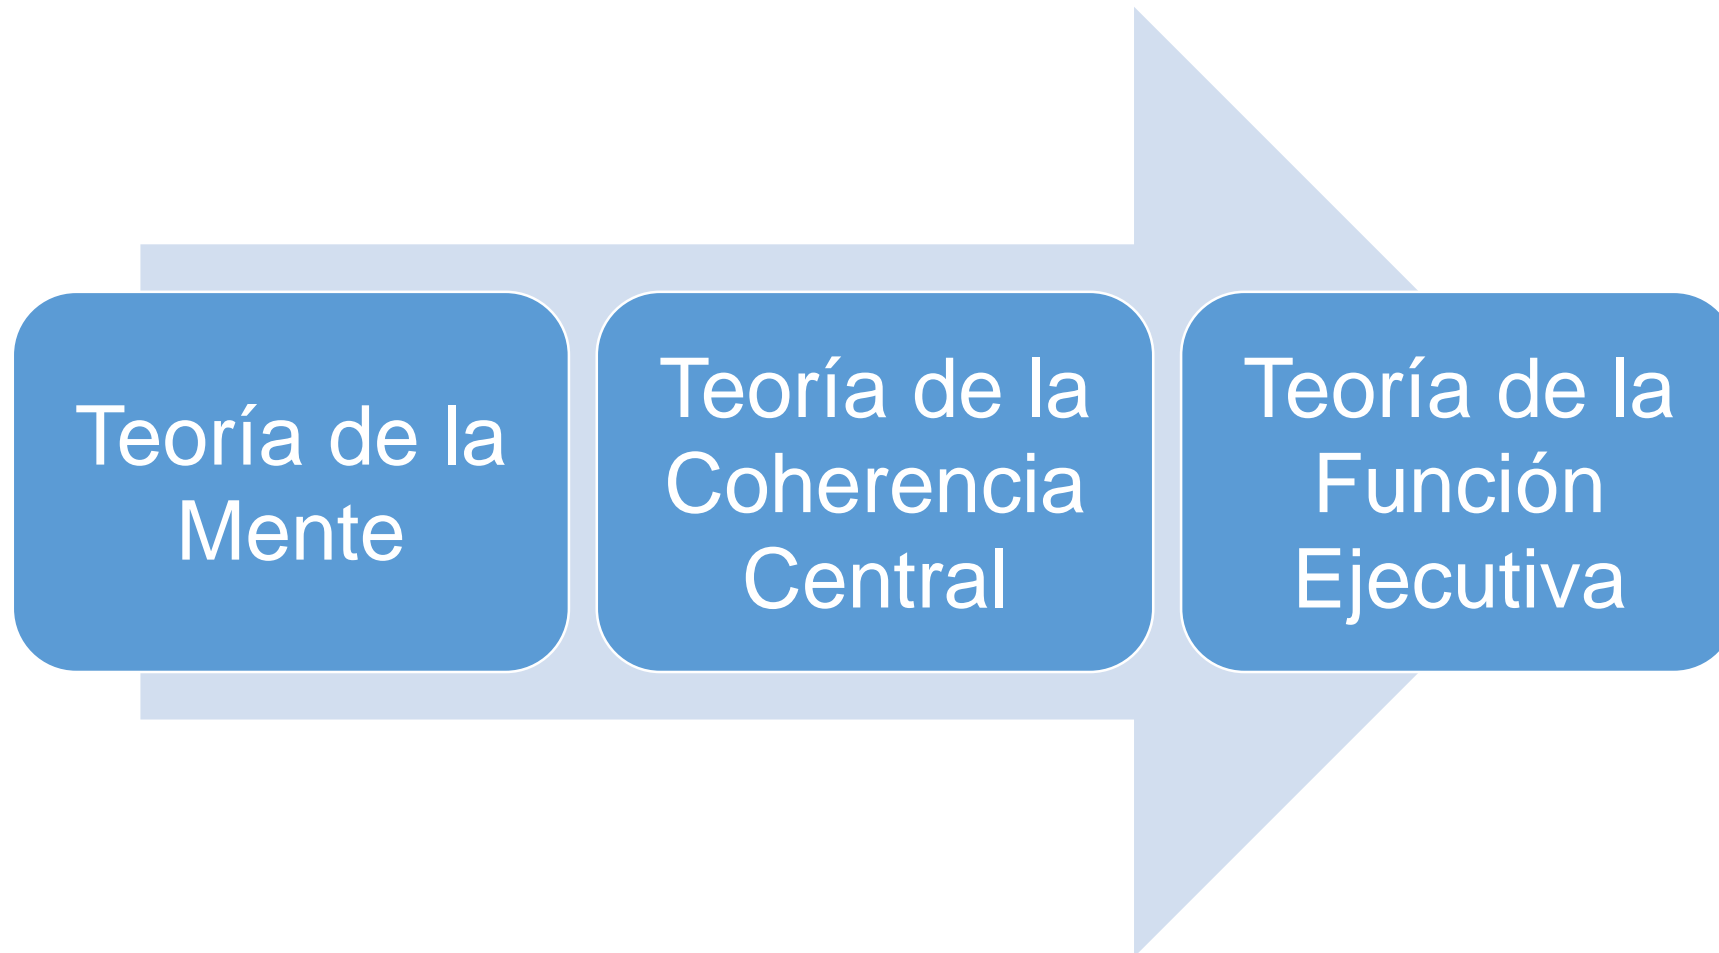 Teoría de la
Mente
Teoría de la
Coherencia
Central
Teoría de la
Función
Ejecutiva